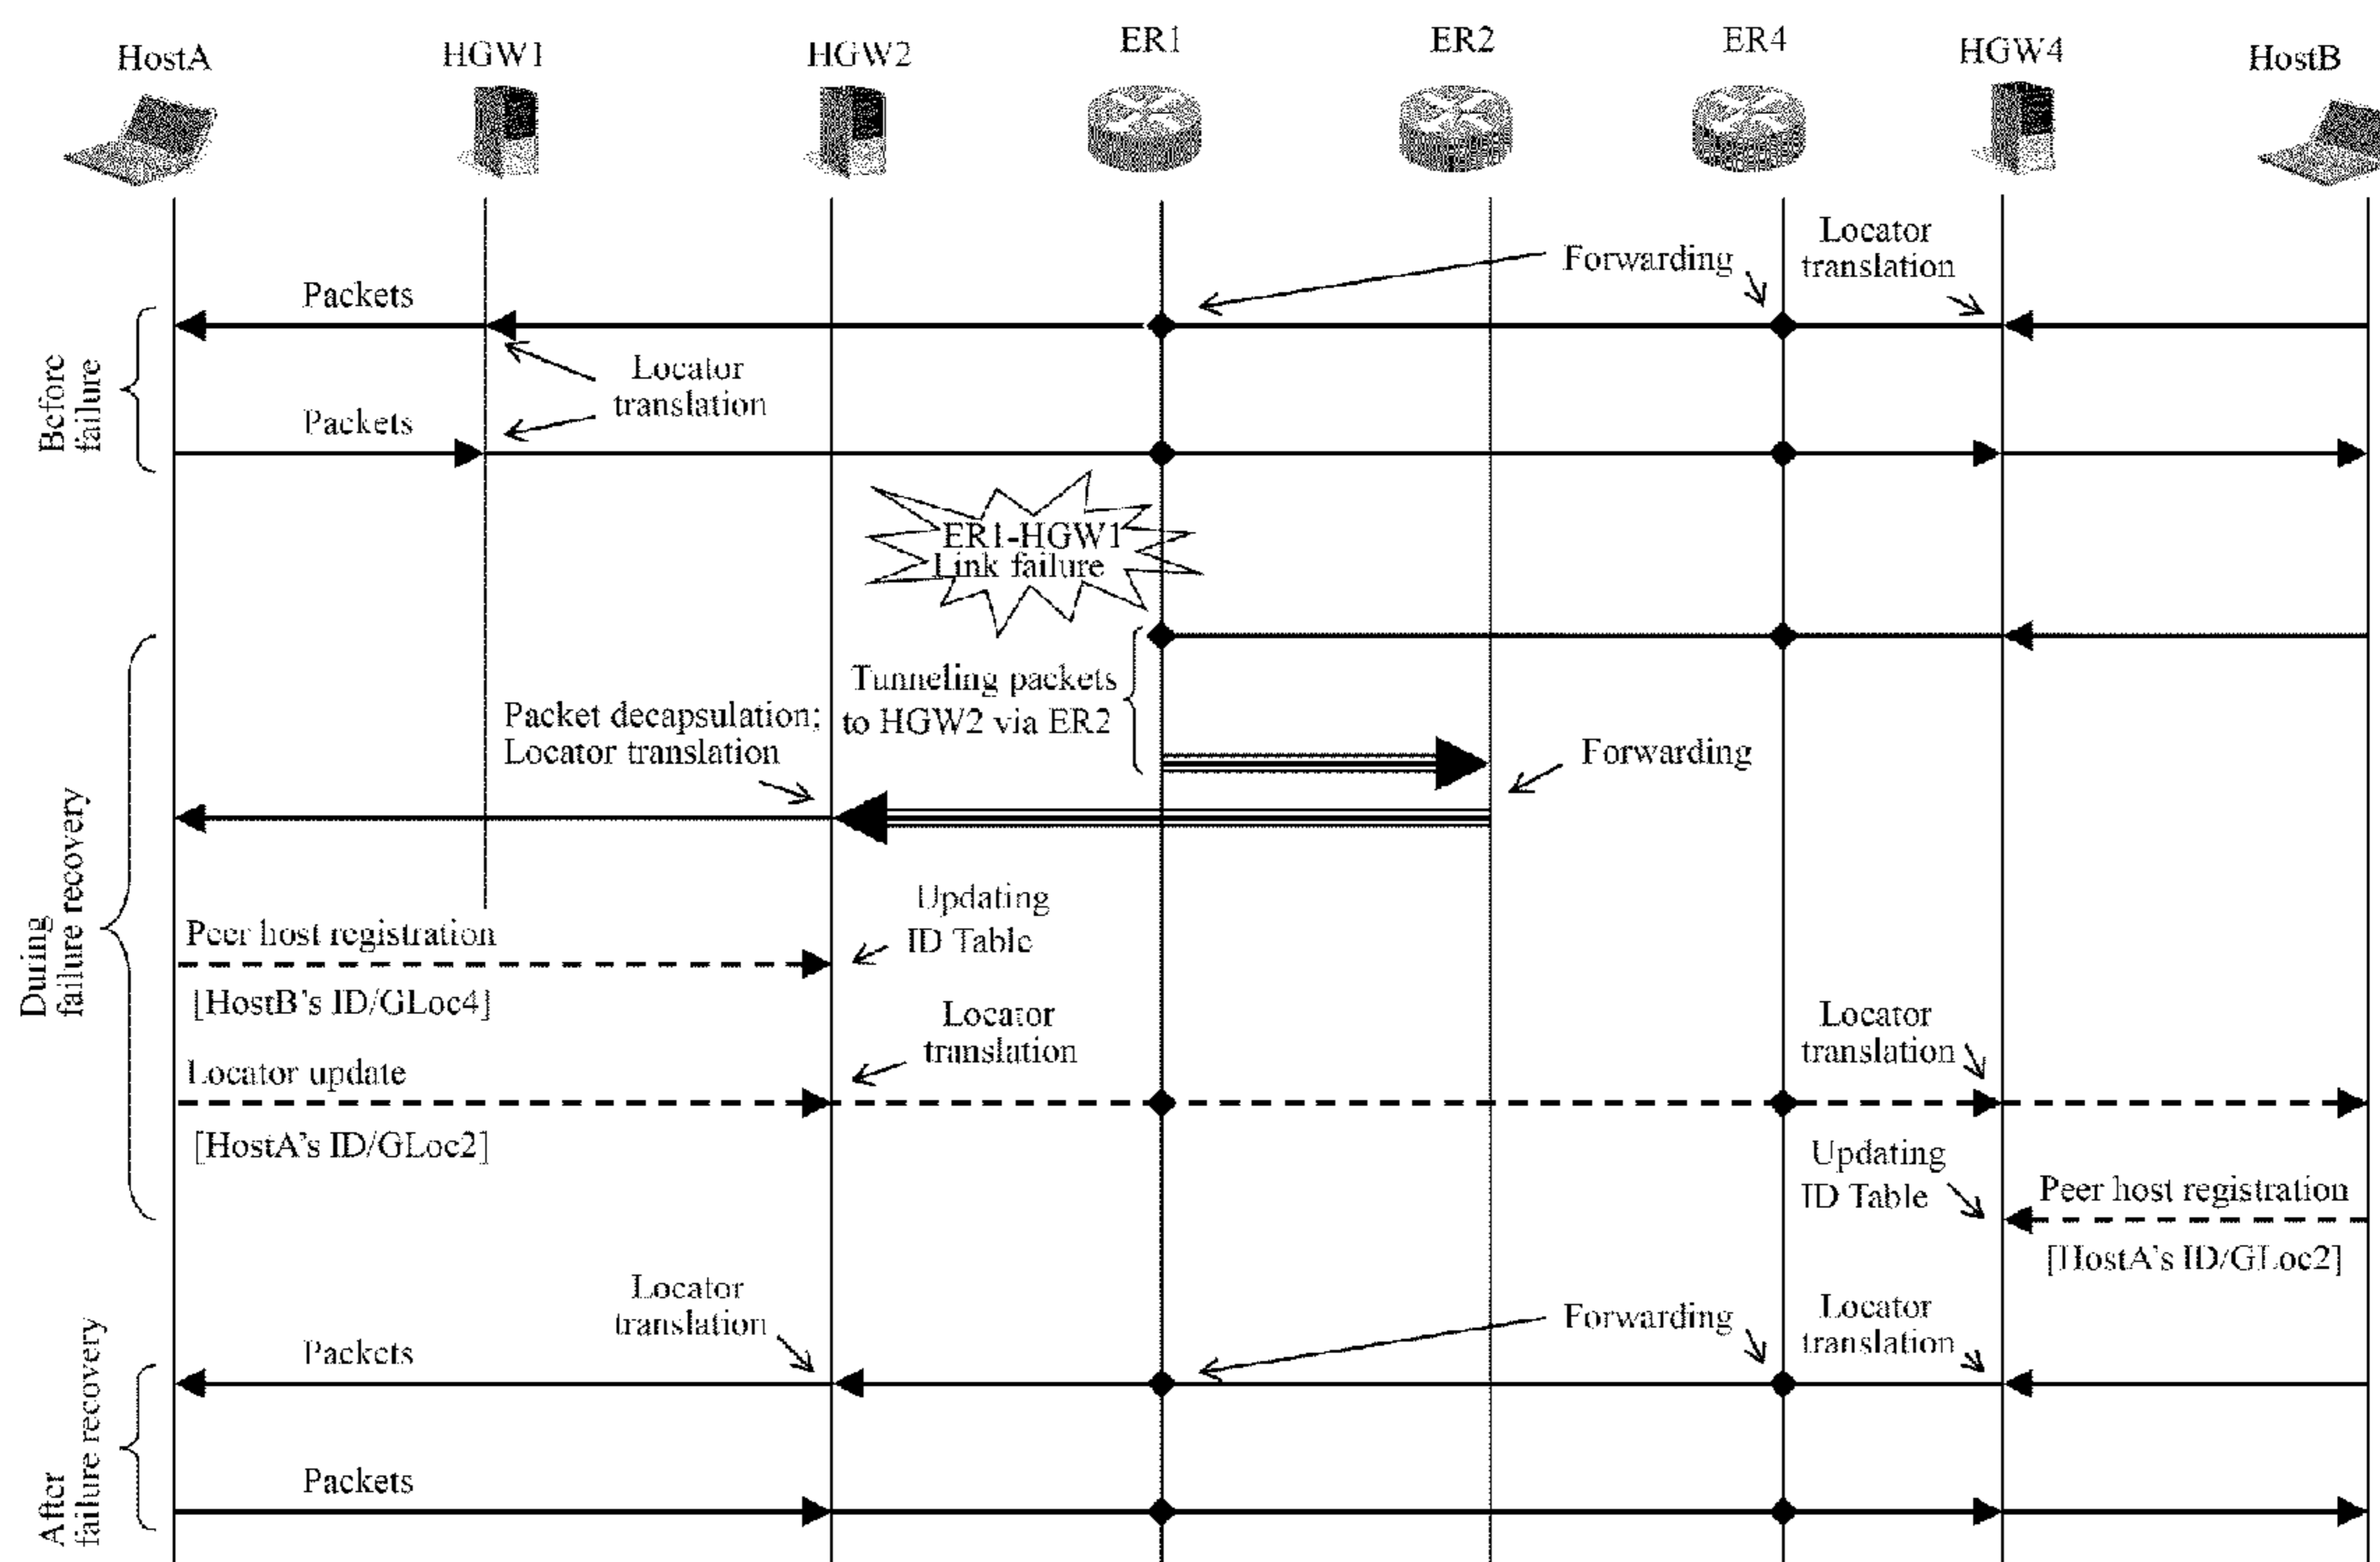 HostA
HGW1
HGW2
ER1
ER2
ER4
HGW4
HostB
Before
failure
Packets
Forwarding
Locator
translation
Locator
translation
Packets
ER1-HGW1
Link failure
During
failure recovery
Tunneling packets
to HGW2 via ER2
Packet decapsulation;
Locator translation
Forwarding
Peer host registration
[HostB's ID/GLoc4]
Updating
ID Table
Locator update
[HostA's ID/GLoc2]
Locator
translation
Locator
translation
Updating
ID Table
Peer host registration
[HostA's ID/GLoc2]
After
failure recovery
Packets
Locator
translation
Forwarding
Locator
translation
Packets